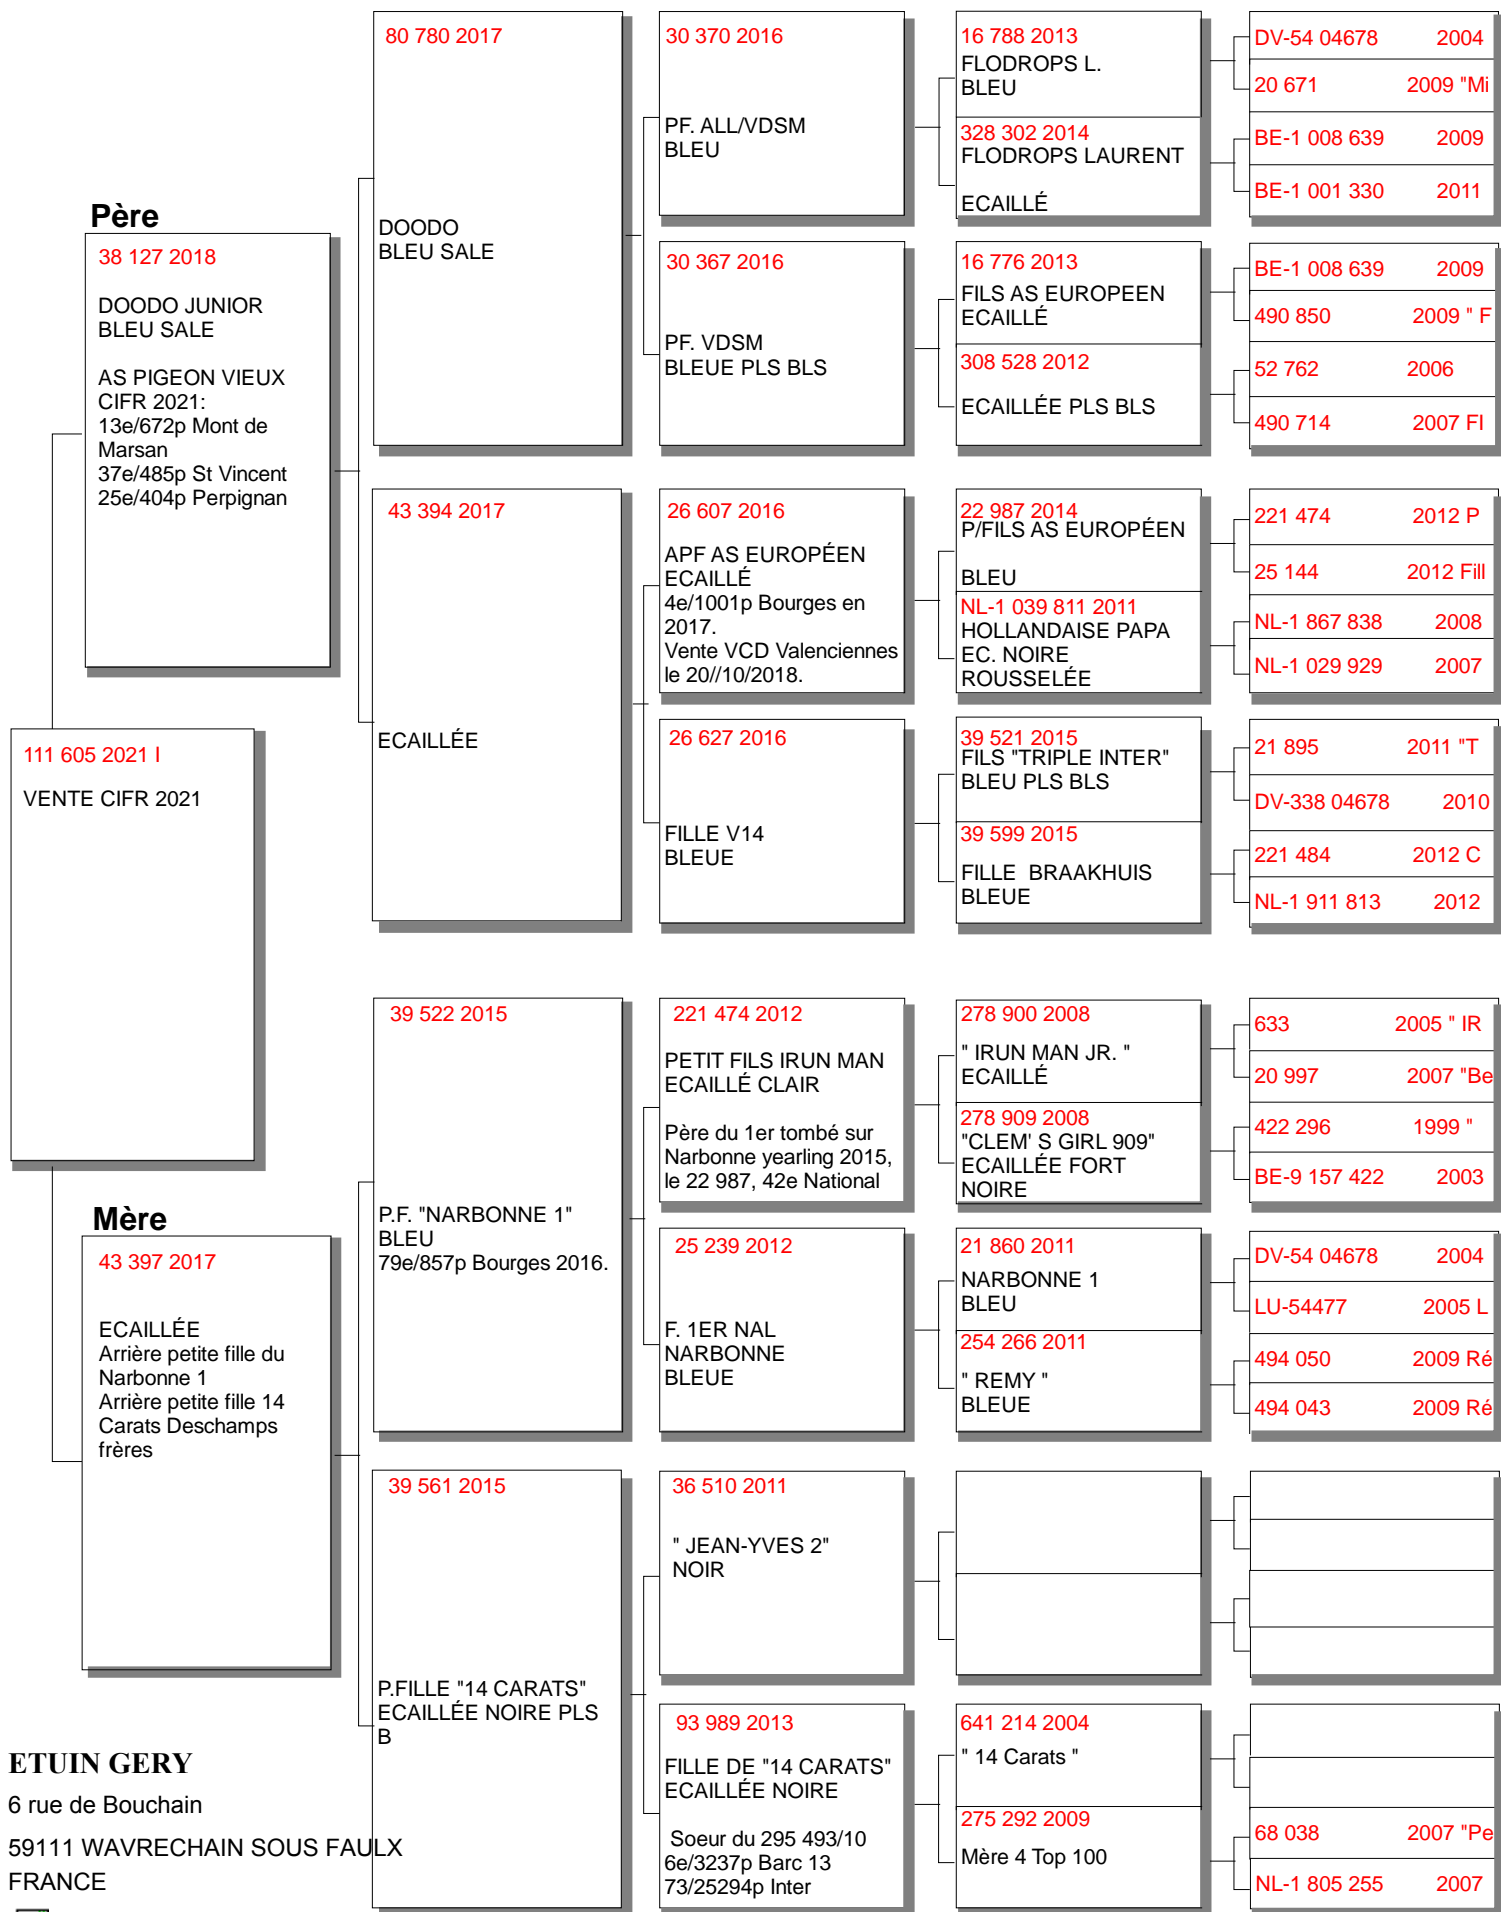 111 605 2021 I
VENTE CIFR 2021
Père
38 127 2018
DOODO JUNIOR
BLEU SALE
AS PIGEON VIEUX
CIFR 2021:
13e/672p Mont de
Marsan
37e/485p St Vincent
25e/404p Perpignan
Mère
43 397 2017
ECAILLÉE
Arrière petite fille du
Narbonne 1
Arrière petite fille 14
Carats Deschamps
frères
80 780 2017
DOODO
BLEU SALE
43 394 2017
ECAILLÉE
39 522 2015
P.F. "NARBONNE 1"
BLEU
79e/857p Bourges 2016.
39 561 2015
P.FILLE "14 CARATS"
ECAILLÉE NOIRE PLS
B
30 370 2016
PF. ALL/VDSM
BLEU
30 367 2016
PF. VDSM
BLEUE PLS BLS
26 607 2016
APF AS EUROPÉEN
ECAILLÉ
4e/1001p Bourges en
2017.
Vente VCD Valenciennes
le 20//10/2018.
26 627 2016
FILLE V14
BLEUE
221 474 2012
PETIT FILS IRUN MAN
ECAILLÉ CLAIR
Père du 1er tombé sur
Narbonne yearling 2015,
le 22 987, 42e National
25 239 2012
F. 1ER NAL
NARBONNE
BLEUE
36 510 2011
" JEAN-YVES 2"
NOIR
93 989 2013
FILLE DE "14 CARATS"
ECAILLÉE NOIRE
Soeur du 295 493/10
6e/3237p Barc 13
73/25294p Inter
16 788 2013
FLODROPS L.
BLEU
328 302 2014
FLODROPS LAURENT
ECAILLÉ
16 776 2013
FILS AS EUROPEEN
ECAILLÉ
308 528 2012
ECAILLÉE PLS BLS
22 987 2014
P/FILS AS EUROPÉEN
BLEU
NL-1 039 811 2011
HOLLANDAISE PAPA
EC. NOIRE
ROUSSELÉE
39 521 2015
FILS "TRIPLE INTER"
BLEU PLS BLS
39 599 2015
FILLE  BRAAKHUIS
BLEUE
278 900 2008
" IRUN MAN JR. "
ECAILLÉ
278 909 2008
"CLEM' S GIRL 909"
ECAILLÉE FORT
NOIRE
21 860 2011
NARBONNE 1
BLEU
254 266 2011
" REMY "
BLEUE
641 214 2004
" 14 Carats "
275 292 2009
Mère 4 Top 100
DV-54 04678 2004
20 671 2009 "Mi
BE-1 008 639 2009
BE-1 001 330 2011
BE-1 008 639 2009
490 850 2009 " F
52 762 2006
490 714 2007 FI
221 474 2012 P
25 144 2012 Fill
NL-1 867 838 2008
NL-1 029 929 2007
21 895 2011 "T
DV-338 04678 2010
221 484 2012 C
NL-1 911 813 2012
633 2005 " IR
20 997 2007 "Be
422 296 1999 "
BE-9 157 422 2003
DV-54 04678 2004
LU-54477 2005 L
494 050 2009 Ré
494 043 2009 Ré
68 038 2007 "Pe
NL-1 805 255 2007
ETUIN GERY
6 rue de Bouchain
59111 WAVRECHAIN SOUS FAULX
FRANCE